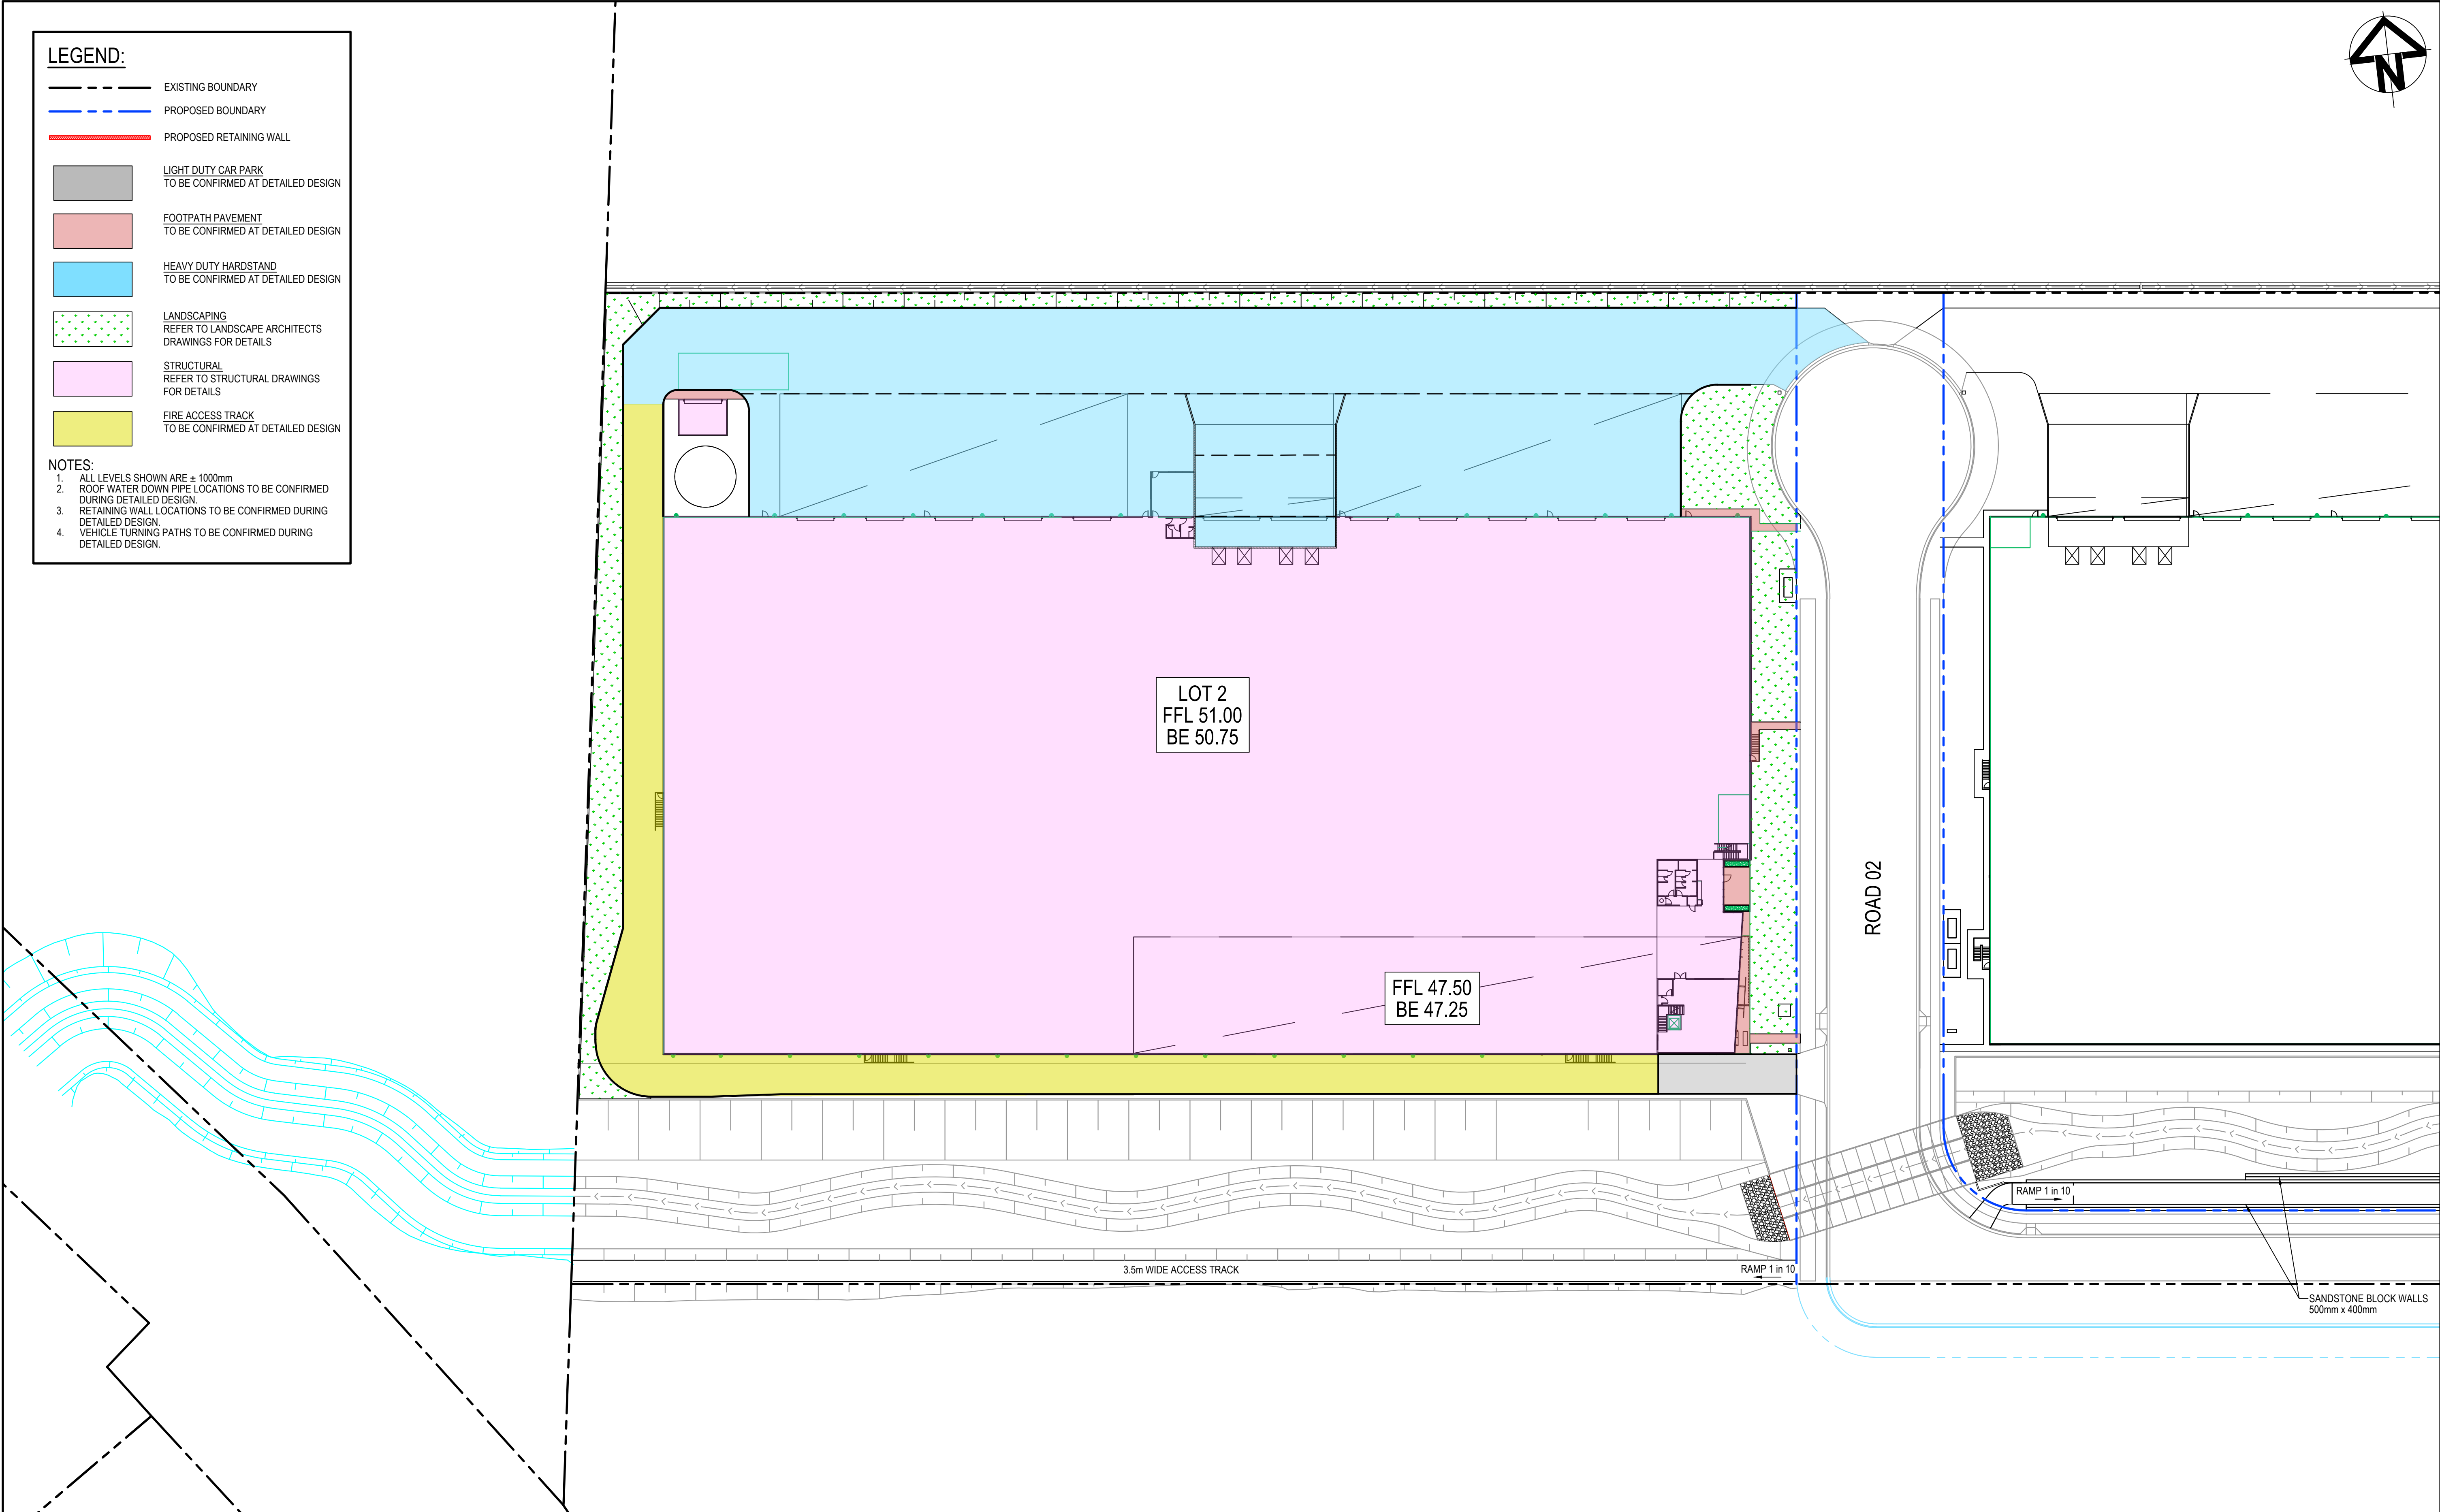 LEGEND:
EXISTING BOUNDARY
PROPOSED BOUNDARY
PROPOSED RETAINING WALL
LIGHT DUTY CAR PARK
TO BE CONFIRMED AT DETAILED DESIGN
FOOTPATH PAVEMENT
TO BE CONFIRMED AT DETAILED DESIGN
HEAVY DUTY HARDSTAND
TO BE CONFIRMED AT DETAILED DESIGN
LANDSCAPING
REFER TO LANDSCAPE ARCHITECTS
DRAWINGS FOR DETAILS
STRUCTURAL
REFER TO STRUCTURAL DRAWINGS
FOR DETAILS
FIRE ACCESS TRACK
TO BE CONFIRMED AT DETAILED DESIGN
NOTES:
1. ALL LEVELS SHOWN ARE ± 1000mm
2. ROOF WATER DOWN PIPE LOCATIONS TO BE CONFIRMED
DURING DETAILED DESIGN.
3. RETAINING WALL LOCATIONS TO BE CONFIRMED DURING
DETAILED DESIGN.
4. VEHICLE TURNING PATHS TO BE CONFIRMED DURING
DETAILED DESIGN.
N
LOT 2
FFL 51.00
BE 50.75
FFL 47.50
BE 47.25
ROAD 02
RAMP 1 in 10
3.5m WIDE ACCESS TRACK
RAMP 1 in 10
SANDSTONE BLOCK WALLS
500mm x 400mm